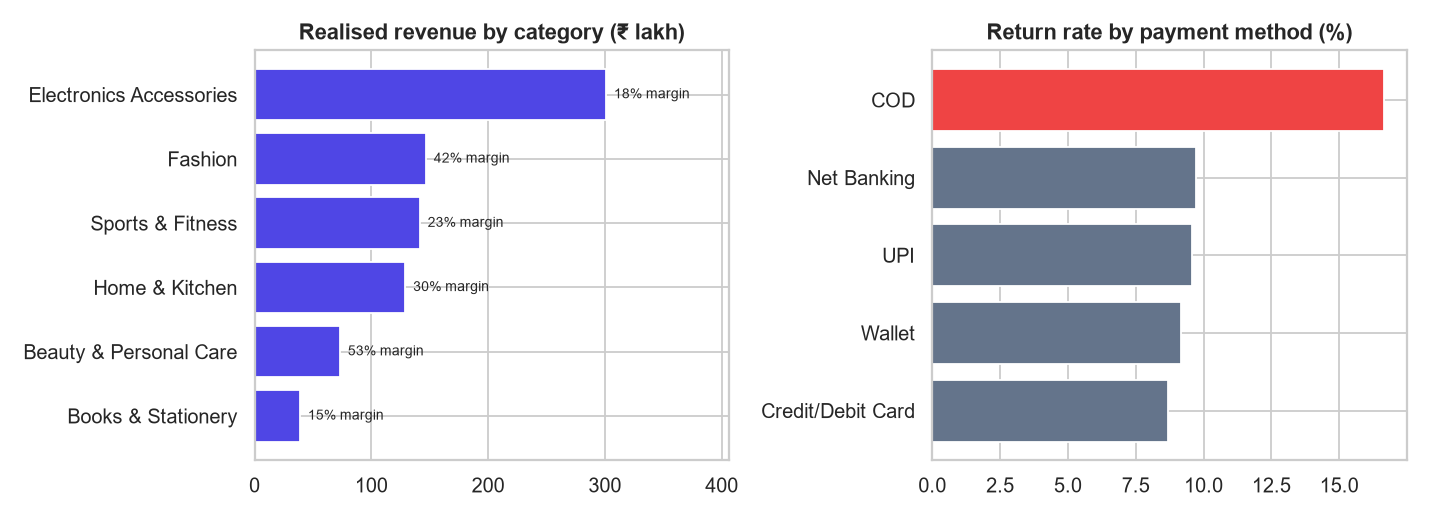 Realised revenue by category (₹ lakh)
Electronics Accessories
18% margin
Fashion
42% margin
Sports & Fitness
23% margin
Home & Kitchen
30% margin
Beauty & Personal Care
53% margin
Books & Stationery
15% margin
0 100 200 300 400
Return rate by payment method (%)
COD
Net Banking
UPI
Wallet
Credit/Debit Card
0.0 2.5 5.0 7.5 10.0 12.5 15.0